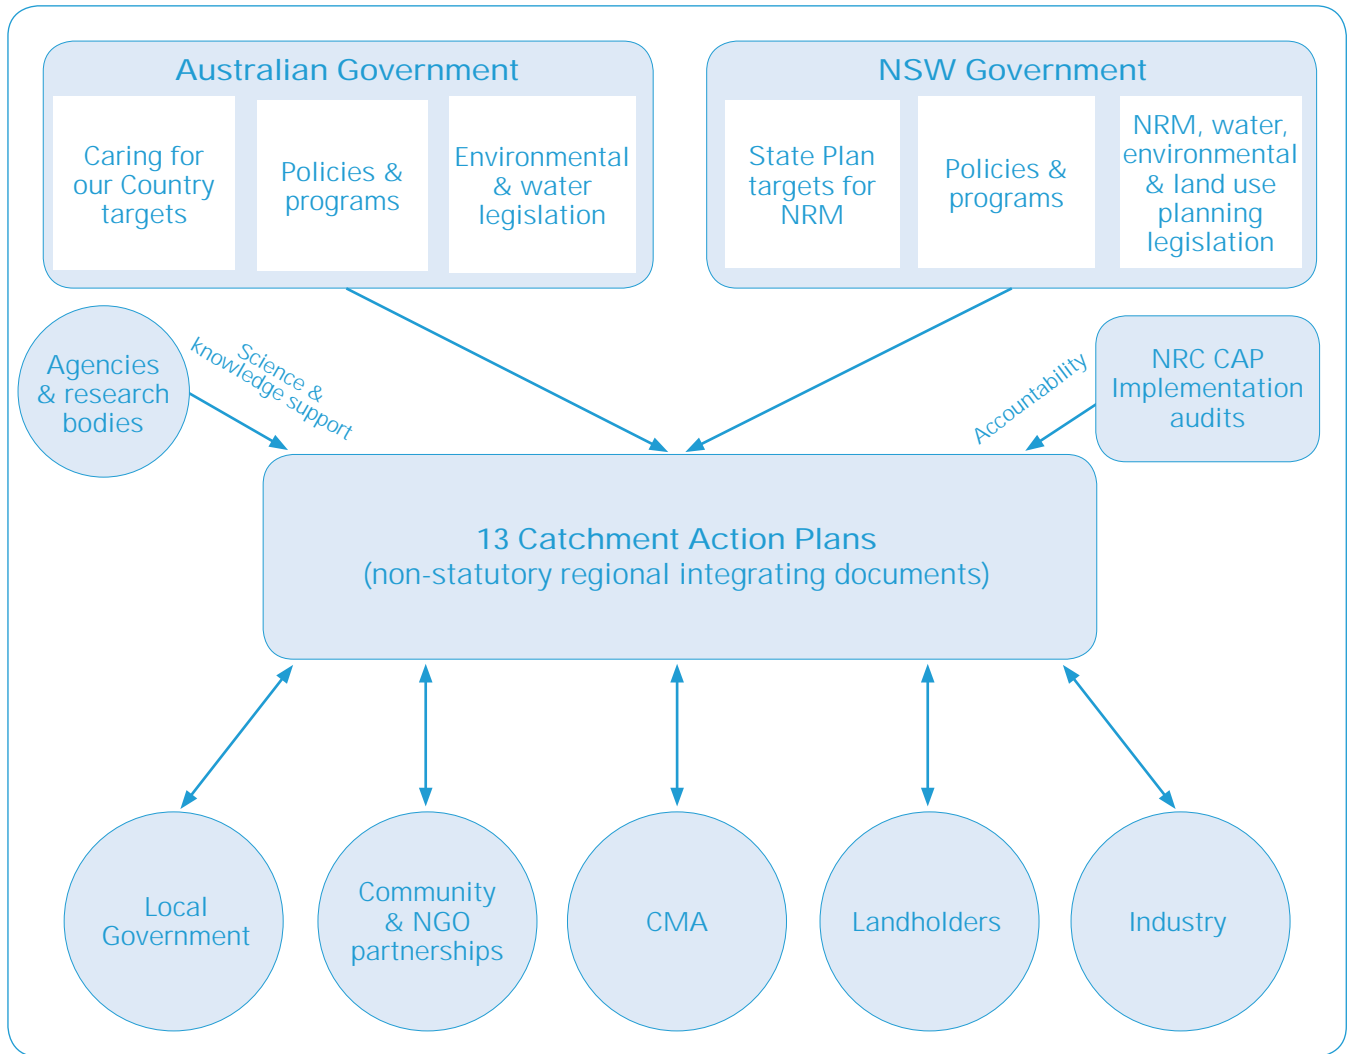 Australian Government
Caring for
our Country
targets
Policies &
programs
Environmental
& water
legislation
NSW Government
State Plan
targets for
NRM
Policies &
programs
NRM, water,
environmental
& land use
planning
legislation
Agencies
& research
bodies
Science &
knowledge support
Accountability
NRC CAP
Implementation
audits
13 Catchment Action Plans
(non-statutory regional integrating documents)
Local
Government
Community
& NGO
partnerships
CMA
Landholders
Industry